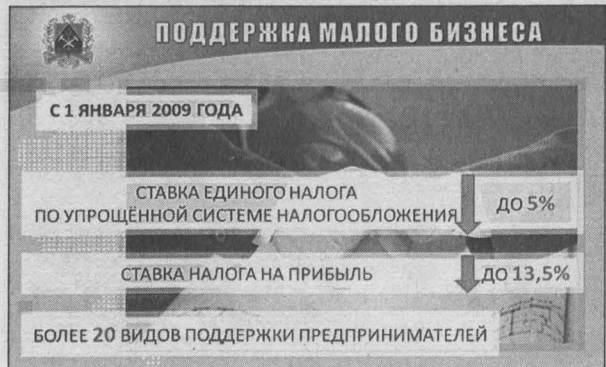 ПОДДЕРЖКА МАЛОГО БИЗНЕСА
С 1 ЯНВАРЯ 2009 ГОДА
СТАВКА ЕДИНОГО НАЛОГА
ПО УПРОЩЁННОЙ СИСТЕМЕ НАЛОГООБЛОЖЕНИЯ
ДО 5%
СТАВКА НАЛОГА НА ПРИБЫЛЬ
ДО 13,5%
БОЛЕЕ 20 ВИДОВ ПОДДЕРЖКИ ПРЕДПРИНИМАТЕЛЕЙ